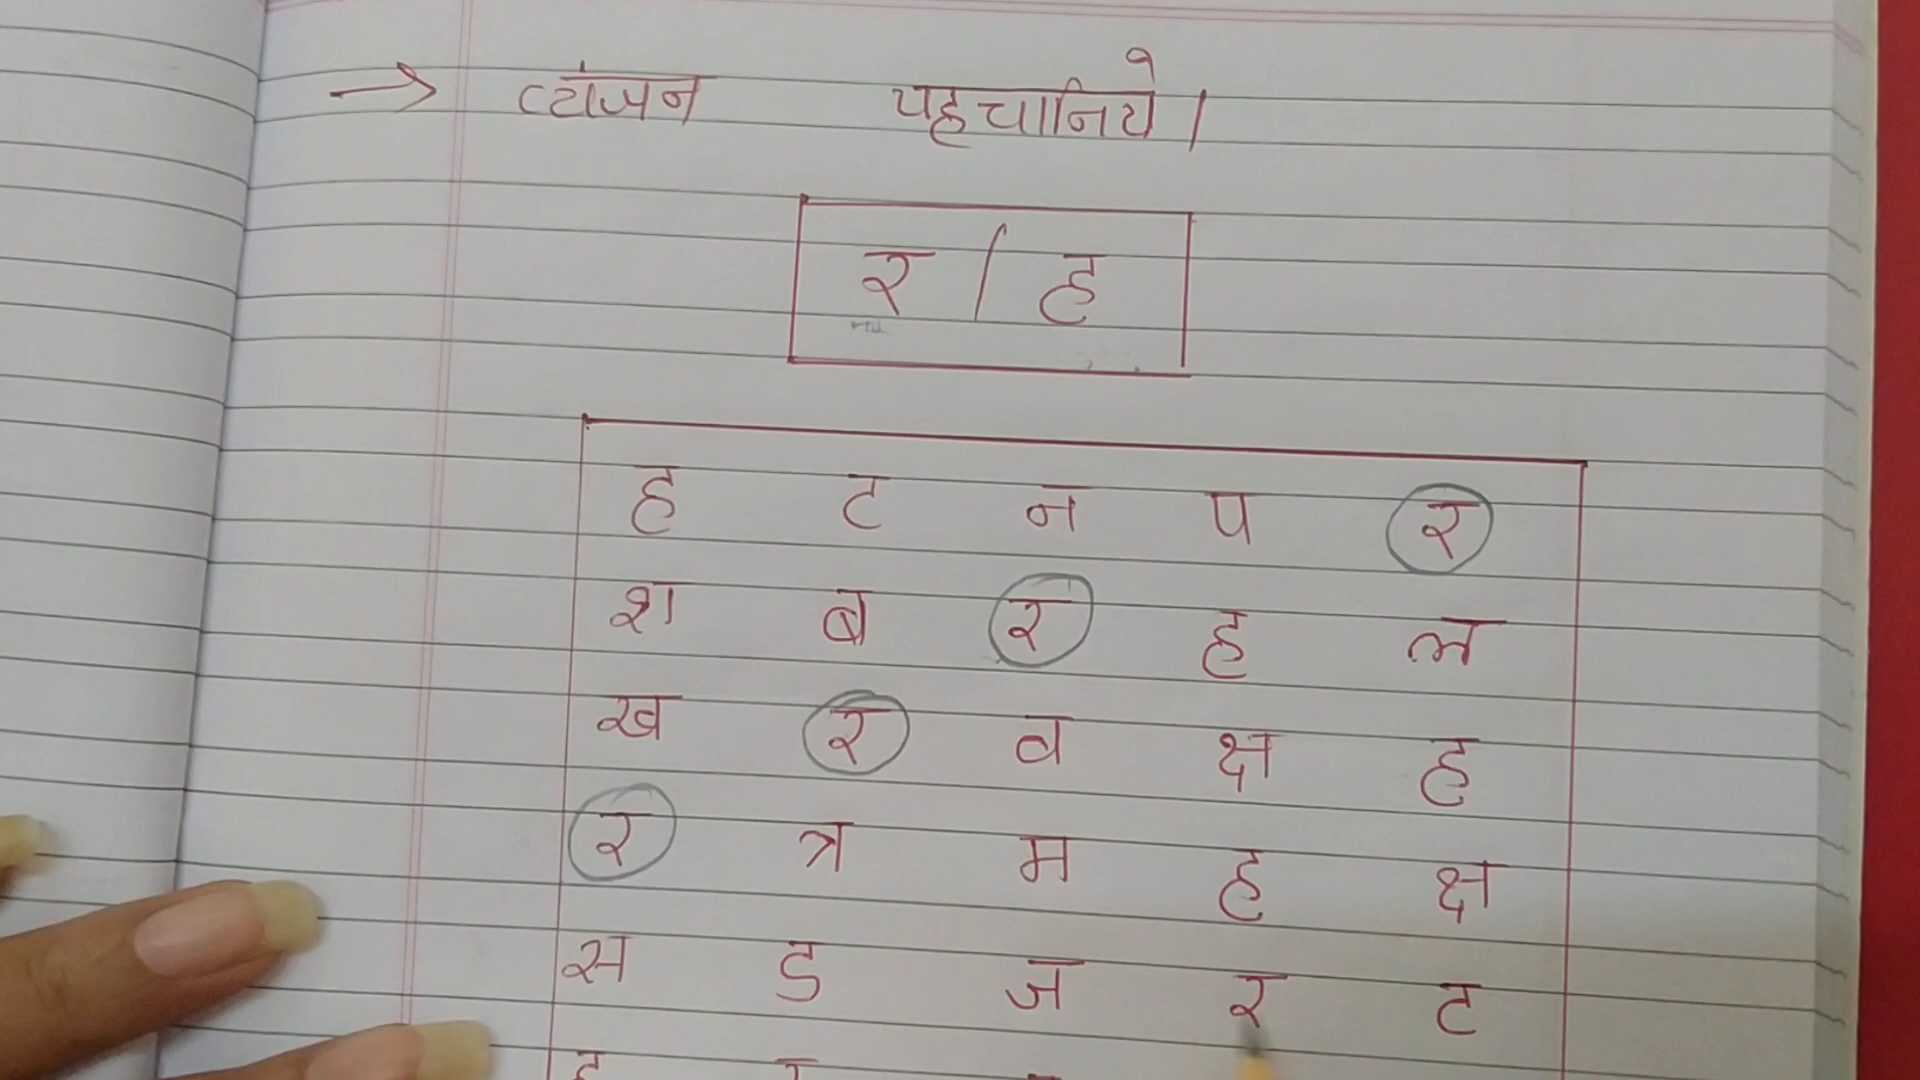 → व्यंजन पहचानिये।
र / ह
ह ट न प र
श ब र ह ल
ख र व क्ष ह
र त्र म ह क्ष
स ड ज र ट